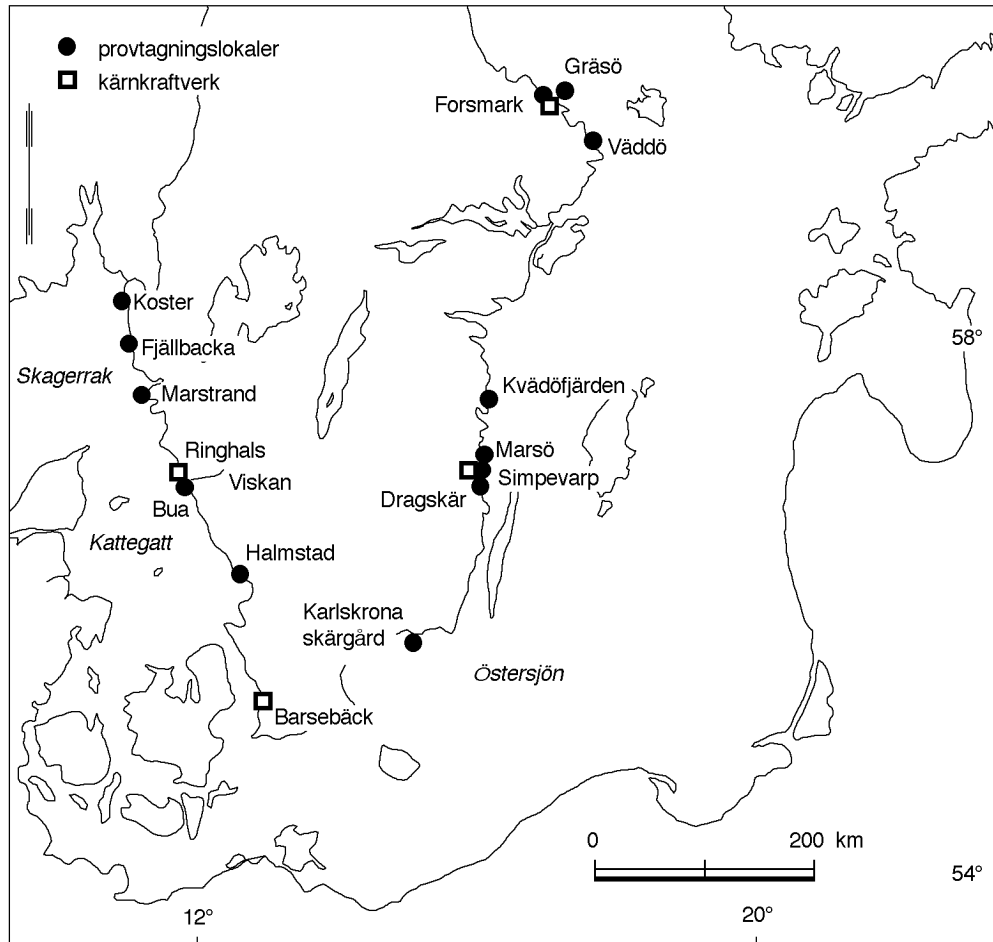 provtagningslokaler
kärnkraftverk
Gräsö
Forsmark
Väddö
Koster
Fjällbacka
Skagerrak
Marstrand
58°
Kvädöfjärden
Ringhals
Viskan
Bua
Marsö
Simpevarp
Dragskär
Kattegatt
Halmstad
Karlskrona
skärgård
Östersjön
Barsebäck
0 200 km
54°
12° 20°